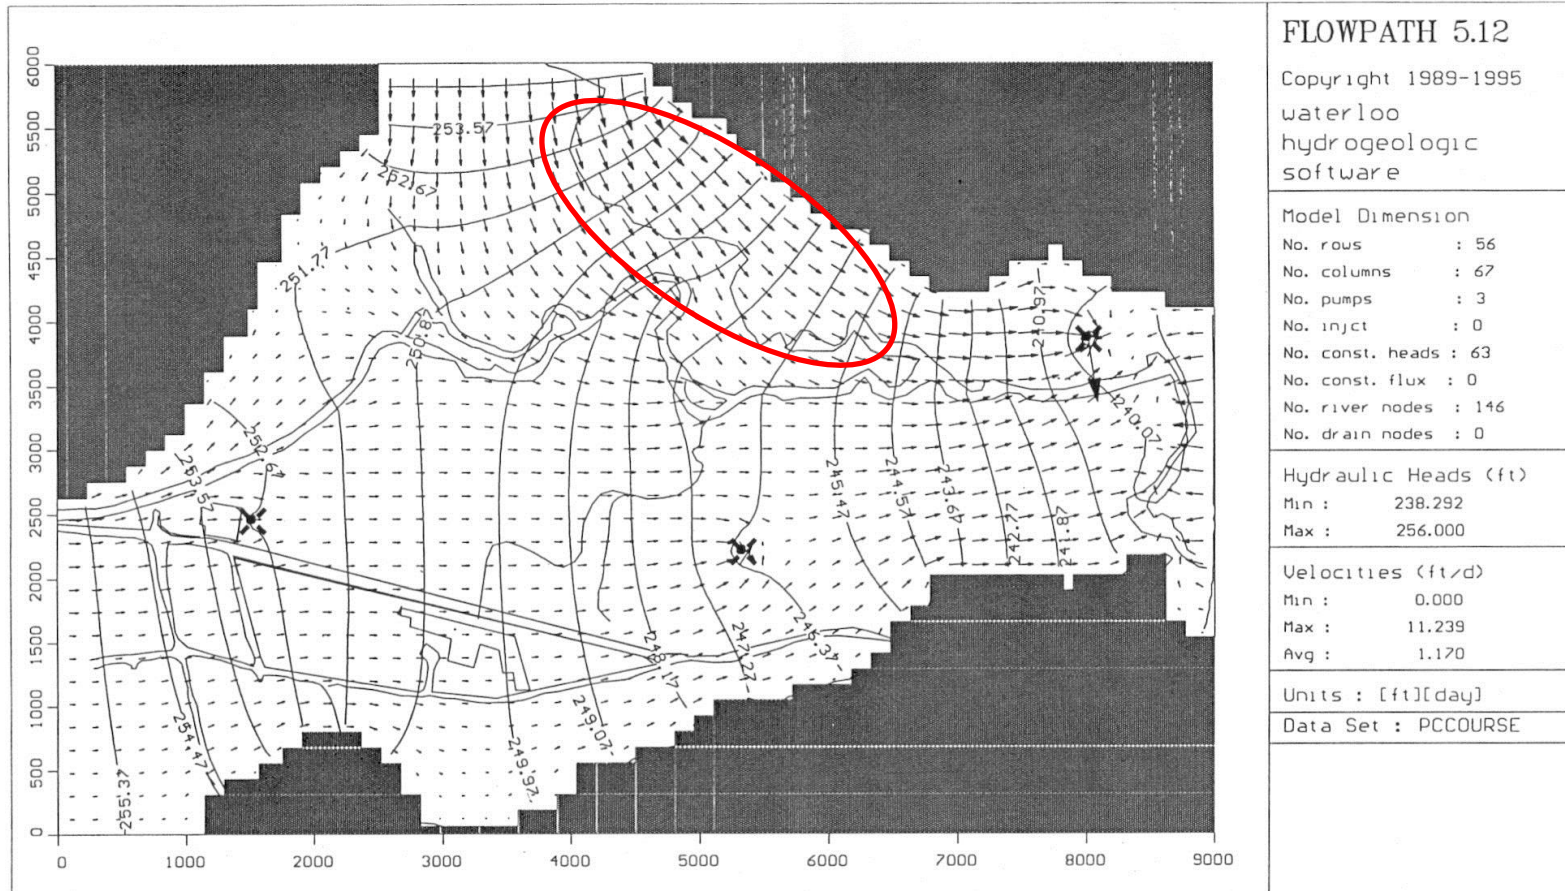 FLOWPATH 5.12
Copyright 1989-1995
waterloo
hydrogeologic
software
Model Dimension
No. rows : 56
No. columns : 67
No. pumps : 3
No. injct : 0
No. const. heads : 63
No. const. flux : 0
No. river nodes : 146
No. drain nodes : 0
Hydraulic Heads (ft)
Min : 238.292
Max : 256.000
Velocities (ft/d)
Min : 0.000
Max : 11.239
Avg : 1.170
Units : [ft][day]
Data Set : PCCOURSE
6000
5500
5000
4500
4000
3500
3000
2500
2000
1500
1000
500
0
0 1000 2000 3000 4000 5000 6000 7000 8000 9000
253.57
252.67
251.77
250.87
240.97
252.67
253.57
240.07
245.47
244.57
243.67
242.77
241.87
246.37
247.27
248.17
249.07
249.97
254.47
255.37